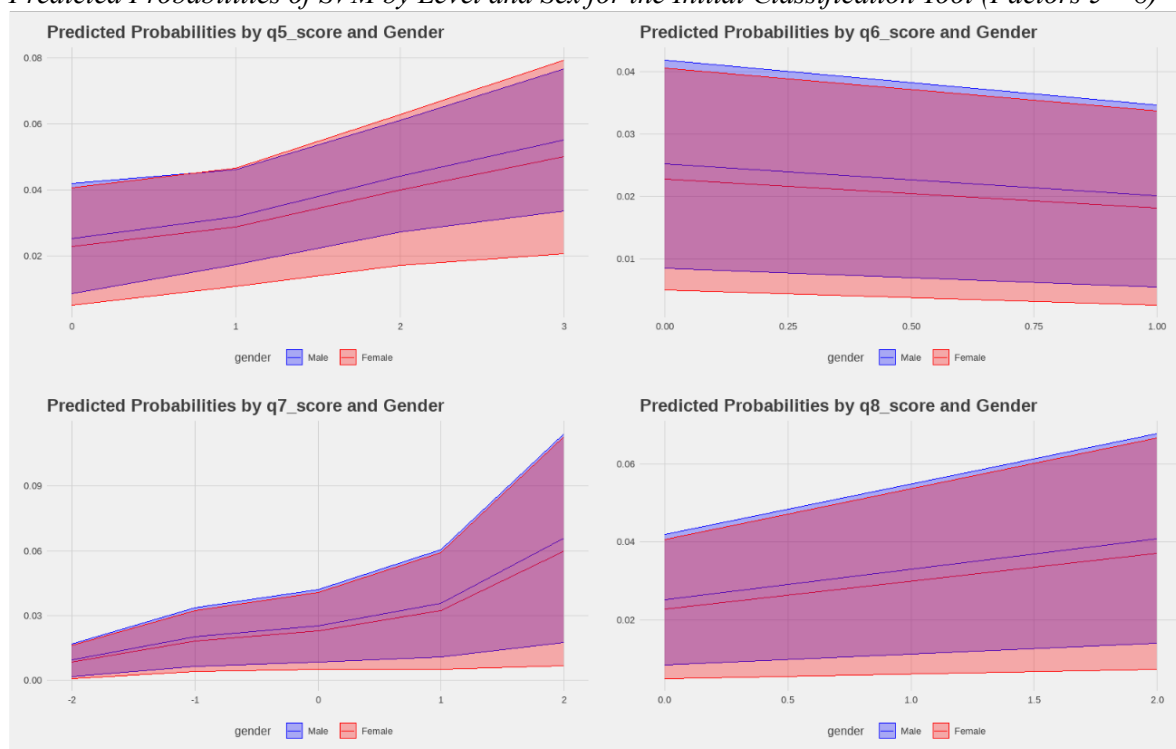 Predicted Probabilities of SVM by Level and Sex for the Initial Classification Tool (Factors 5 – 8)
Predicted Probabilities by q5_score and Gender
0.08
0.06
0.04
0.02
0 1 2 3
gender Male Female
Predicted Probabilities by q6_score and Gender
0.04
0.03
0.02
0.01
0.00 0.25 0.50 0.75 1.00
gender Male Female
Predicted Probabilities by q7_score and Gender
0.09
0.06
0.03
0.00
-2 -1 0 1 2
gender Male Female
Predicted Probabilities by q8_score and Gender
0.06
0.04
0.02
0.0 0.5 1.0 1.5 2.0
gender Male Female